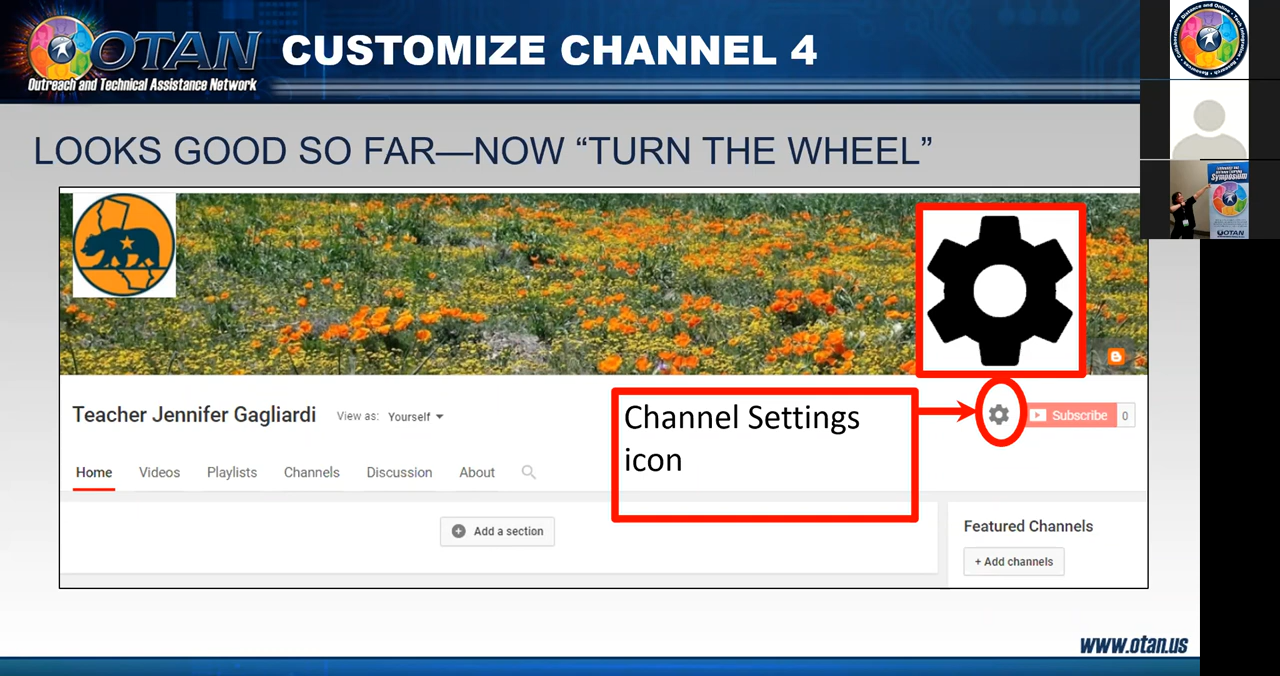 OTAN
Outreach and Technical Assistance Network
CUSTOMIZE CHANNEL 4
LOOKS GOOD SO FAR—NOW “TURN THE WHEEL”
Teacher Jennifer Gagliardi
View as: Yourself
Channel Settings
icon
Subscribe 0
Home Videos Playlists Channels Discussion About
Add a section
Featured Channels
+ Add channels
www.otan.us
Symposium
OTAN